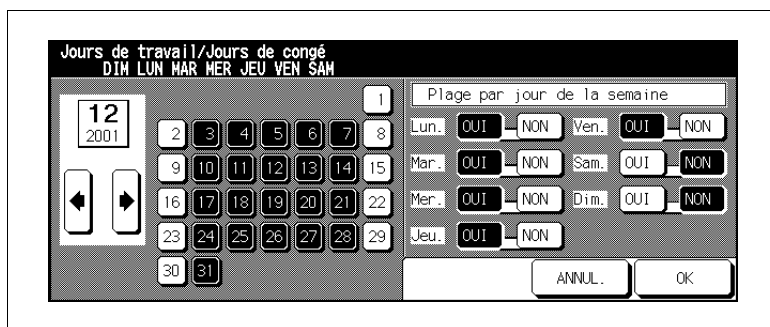 Jours de travail/Jours de congé
DIM LUN MAR MER JEU VEN SAM
12
2001
1
2 3 4 5 6 7 8
9 10 11 12 13 14 15
16 17 18 19 20 21 22
23 24 25 26 27 28 29
30 31
Plage par jour de la semaine
Lun. OUI NON Ven. OUI NON
Mar. OUI NON Sam. OUI NON
Mer. OUI NON Dim. OUI NON
Jeu. OUI NON
ANNUL. OK